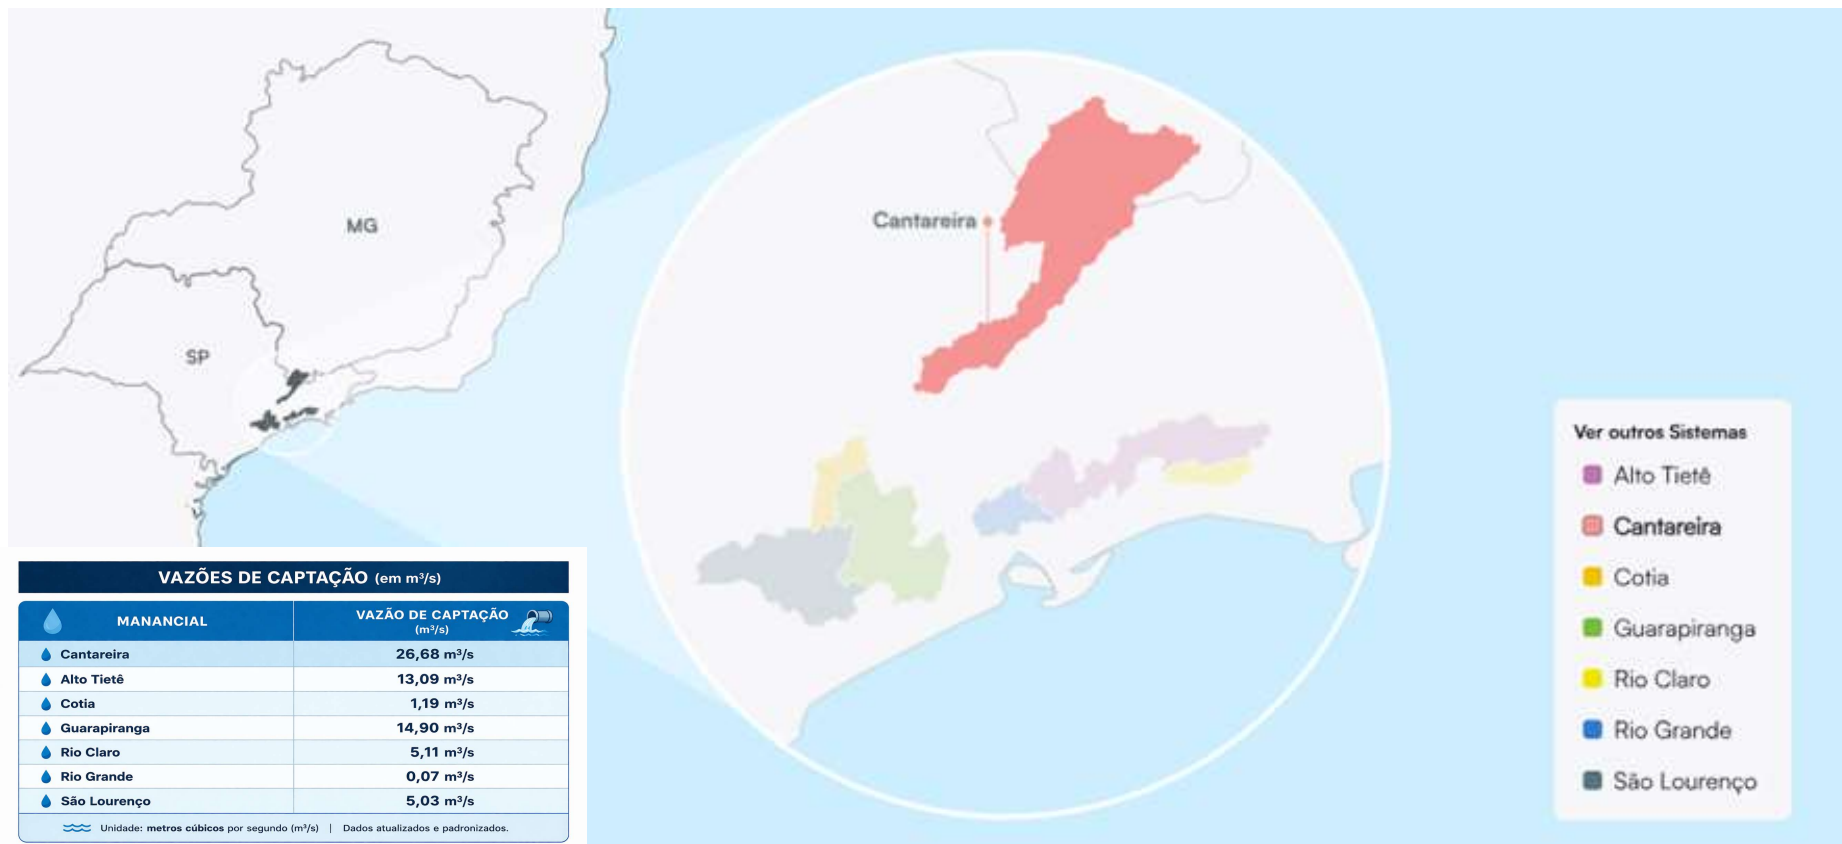 MG
SP
Cantareira
Ver outros Sistemas
Alto Tietê
Cantareira
Cotia
Guarapiranga
Rio Claro
Rio Grande
São Lourenço
VAZÕES DE CAPTAÇÃO (em m³/s)
MANANCIAL VAZÃO DE CAPTAÇÃO
(m³/s)
Cantareira 26,68 m³/s
Alto Tietê 13,09 m³/s
Cotia 1,19 m³/s
Guarapiranga 14,90 m³/s
Rio Claro 5,11 m³/s
Rio Grande 0,07 m³/s
São Lourenço 5,03 m³/s
Unidade: metros cúbicos por segundo (m³/s) | Dados atualizados e padronizados.